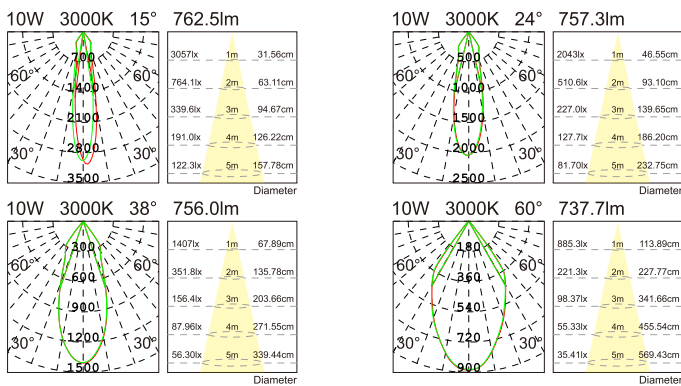 10W 3000K 15° 762.5lm
700
1400
2100
2800
3500
60° 60°
30° 30°
3057lx 1m 31.56cm
764.1lx 2m 63.11cm
339.6lx 3m 94.67cm
191.0lx 4m 126.22cm
122.3lx 5m 157.78cm
Diameter
10W 3000K 24° 757.3lm
500
1000
1500
2000
2500
60° 60°
30° 30°
2043lx 1m 46.55cm
510.6lx 2m 93.10cm
227.0lx 3m 139.65cm
127.7lx 4m 186.20cm
81.70lx 5m 232.75cm
Diameter
10W 3000K 38° 756.0lm
300
600
900
1200
1500
60° 60°
30° 30°
1407lx 1m 67.89cm
351.8lx 2m 135.78cm
156.4lx 3m 203.66cm
87.96lx 4m 271.55cm
56.30lx 5m 339.44cm
Diameter
10W 3000K 60° 737.7lm
180
360
540
720
900
60° 60°
30° 30°
885.3lx 1m 113.89cm
221.3lx 2m 227.77cm
98.37lx 3m 341.66cm
55.33lx 4m 455.54cm
35.41lx 5m 569.43cm
Diameter